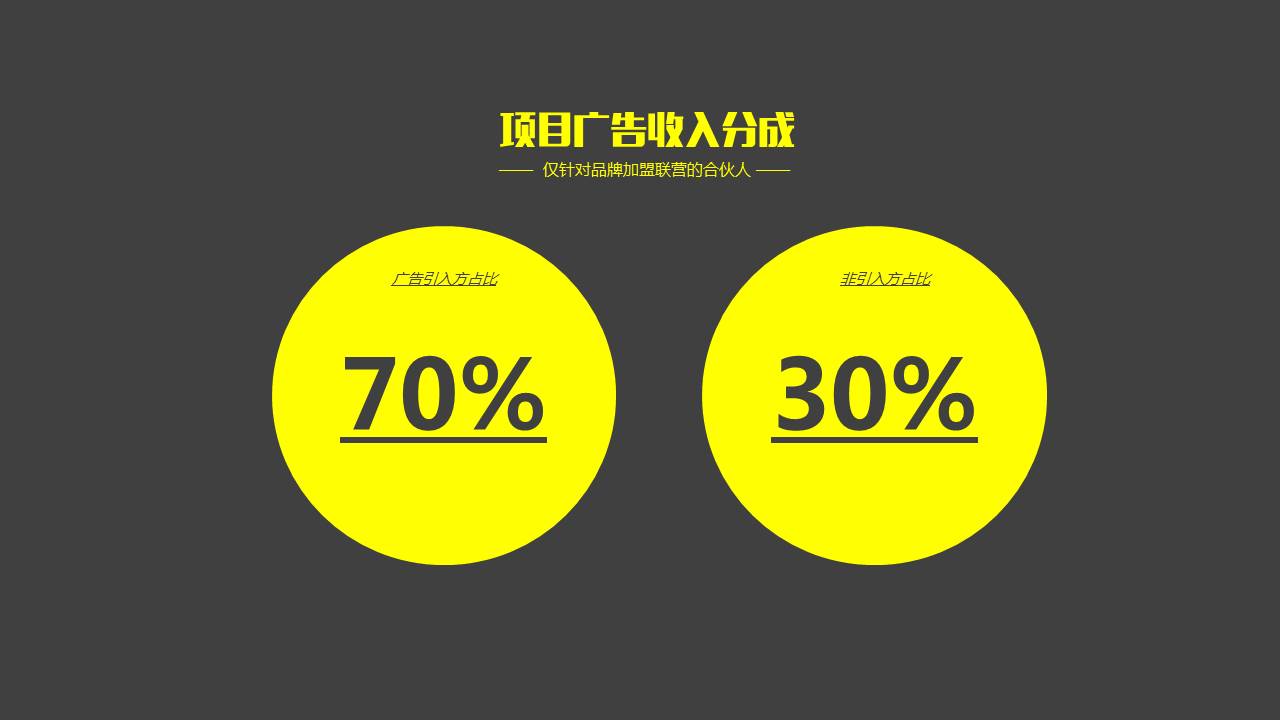 项目广告收入分成
—— 仅针对品牌加盟联营的合伙人 ——
广告引入方占比
非引入方占比
70%
30%